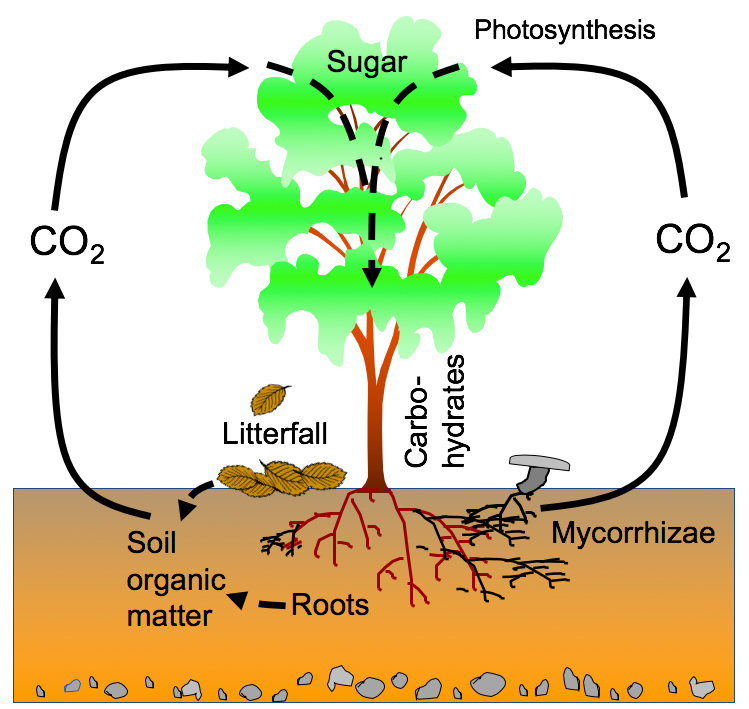 Photosynthesis
Sugar
CO₂
CO₂
Carbo-
hydrates
Litterfall
Mycorrhizae
Soil
organic
matter
Roots